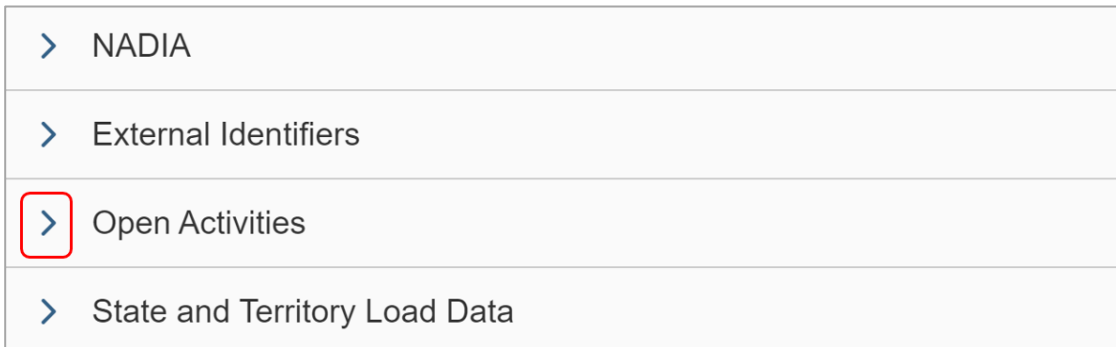 NADIA
External Identifiers
Open Activities
State and Territory Load Data